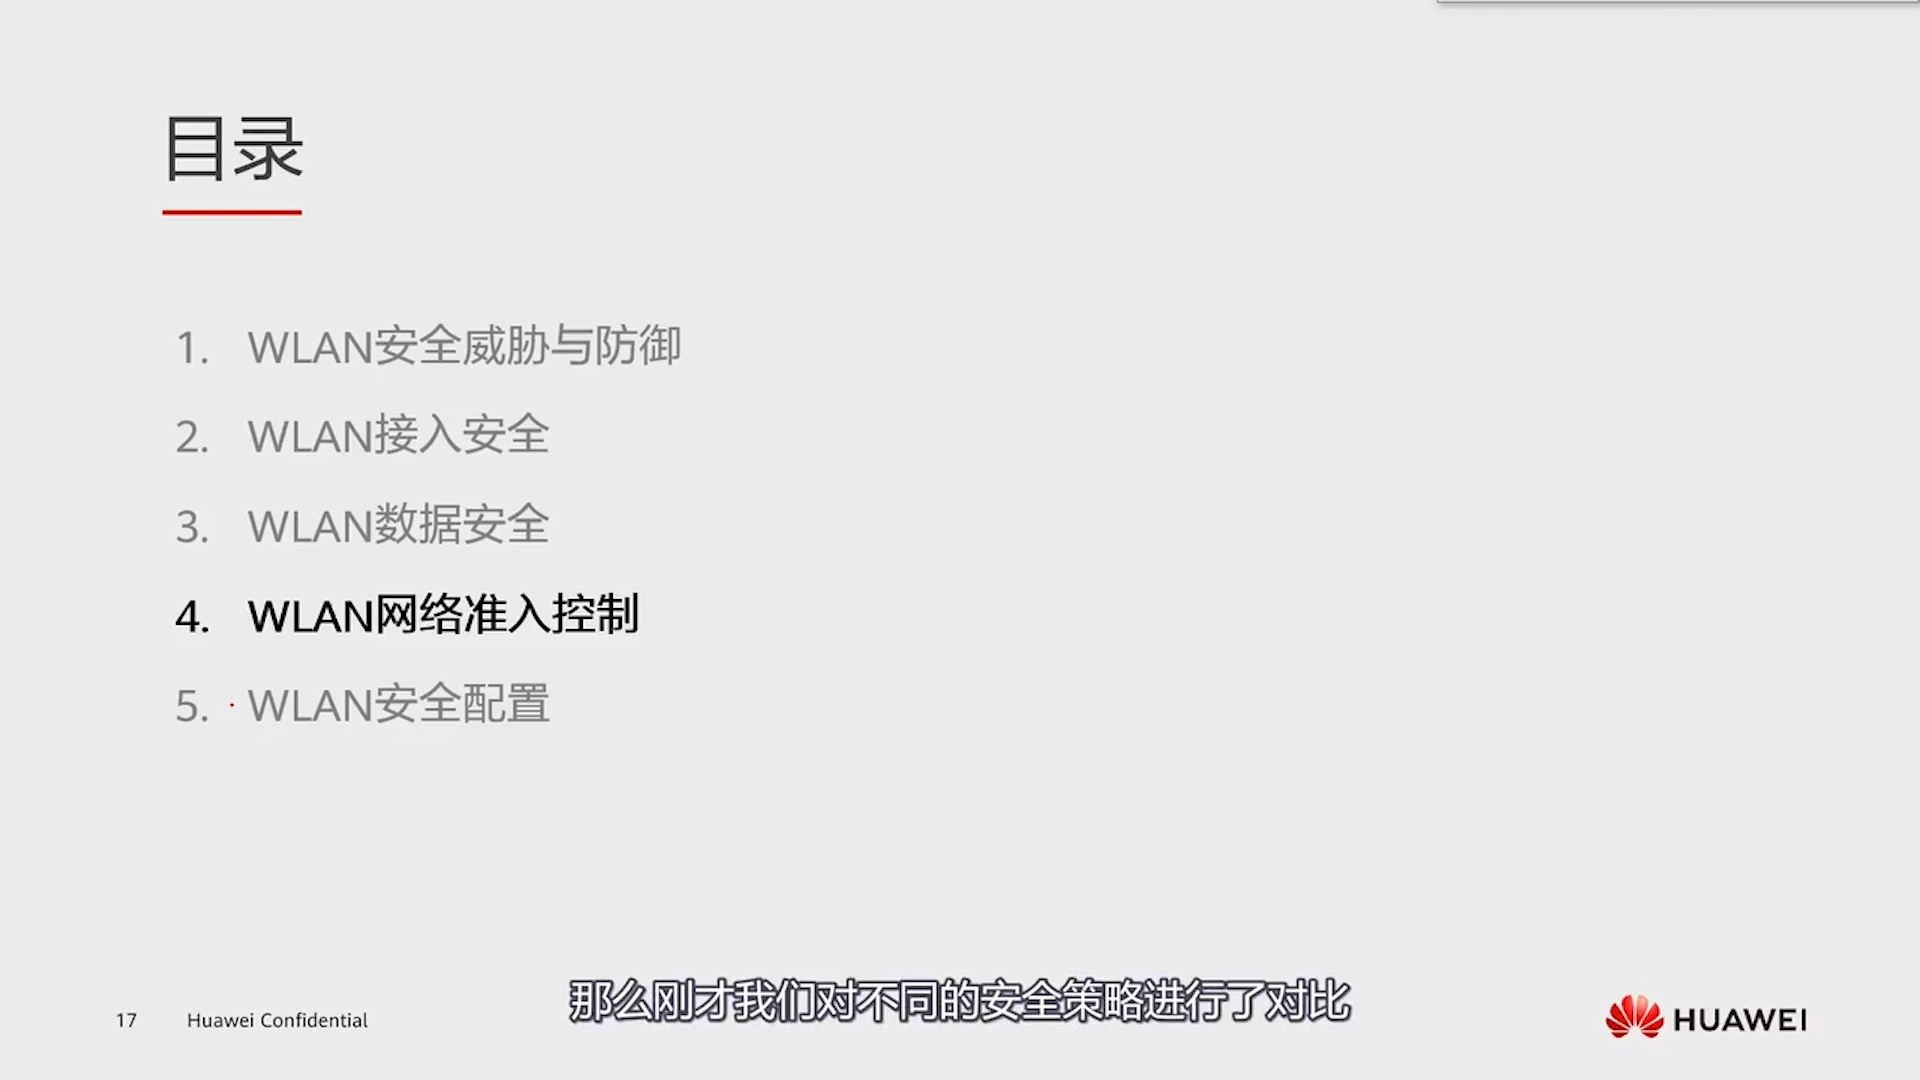 目录
1. WLAN安全威胁与防御
2. WLAN接入安全
3. WLAN数据安全
4. WLAN网络准入控制
5. WLAN安全配置
那么刚才我们对不同的安全策略进行了对比
17 Huawei Confidential
HUAWEI